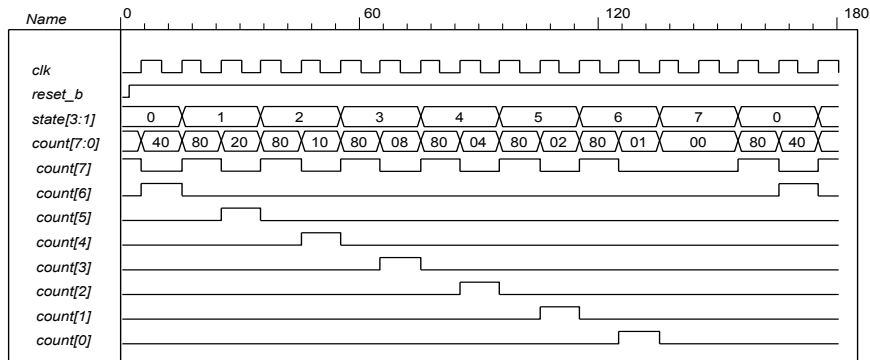 Name 0 60 120 180
clk
reset_b
state[3:1] 0 1 2 3 4 5 6 7 0
count[7:0] 40 80 20 80 10 80 08 80 04 80 02 80 01 00 80 40
count[7]
count[6]
count[5]
count[4]
count[3]
count[2]
count[1]
count[0]